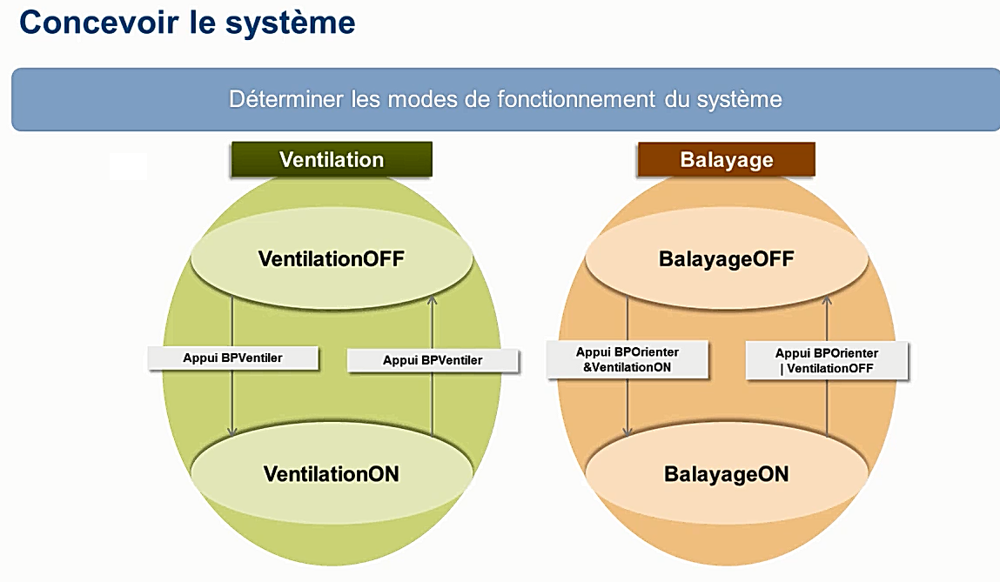 Concevoir le système
Déterminer les modes de fonctionnement du système
Ventilation
VentilationOFF
Appui BPVentiler
Appui BPVentiler
VentilationON
Balayage
BalayageOFF
Appui BPOrienter
&VentilationON
Appui BPOrienter
| VentilationOFF
BalayageON